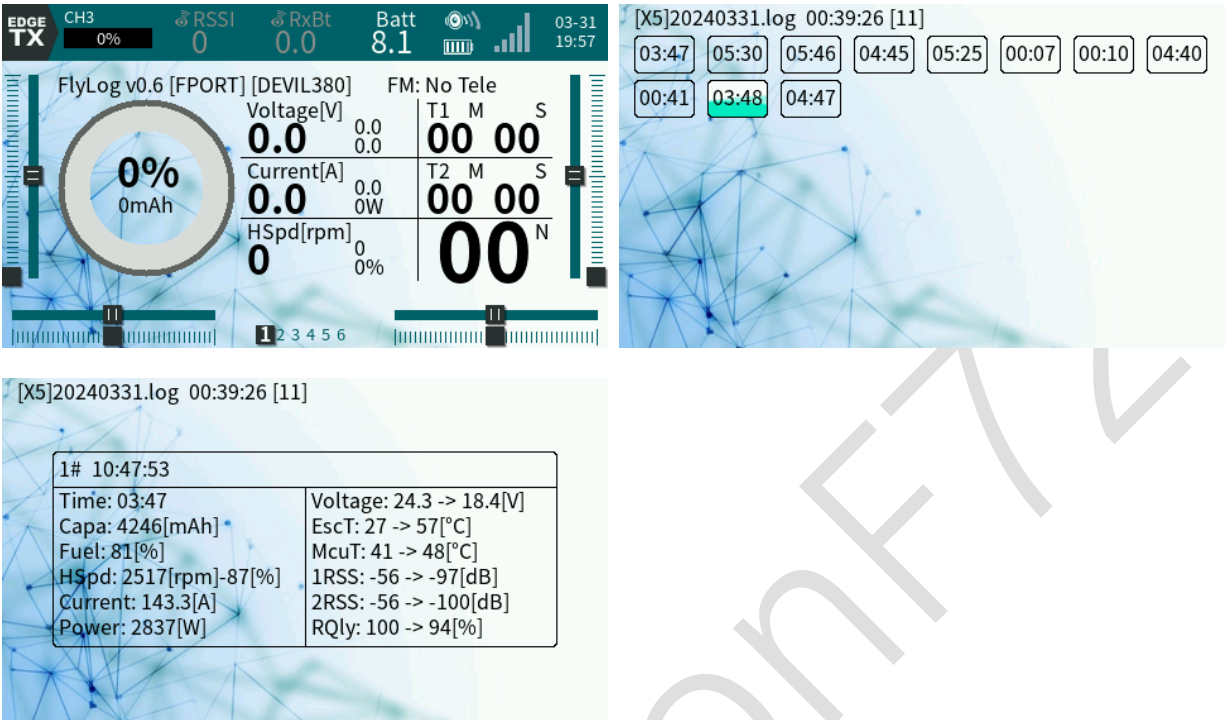 EDGE TX CH3 0% RSSI 0 RxBt 0.0 Batt 8.1 03-31 19:57
FlyLog v0.6 [FPORT] [DEVIL380] FM: No Tele
0%
0mAh
Voltage[V]
0.0 0.0
0.0
Current[A]
0.0 0.0
0W
HSpd[rpm]
0 0
0%
T1 M S
00 00
T2 M S
00 00
00 N
1 2 3 4 5 6
[X5]20240331.log 00:39:26 [11]
03:47 05:30 05:46 04:45 05:25 00:07 00:10 04:40
00:41 03:48 04:47
[X5]20240331.log 00:39:26 [11]
1# 10:47:53
Time: 03:47
Capa: 4246[mAh]
Fuel: 81[%]
HSpd: 2517[rpm]-87[%]
Current: 143.3[A]
Power: 2837[W]
Voltage: 24.3 -> 18.4[V]
EscT: 27 -> 57[°C]
McuT: 41 -> 48[°C]
1RSS: -56 -> -97[dB]
2RSS: -56 -> -100[dB]
RQly: 100 -> 94[%]
nF72